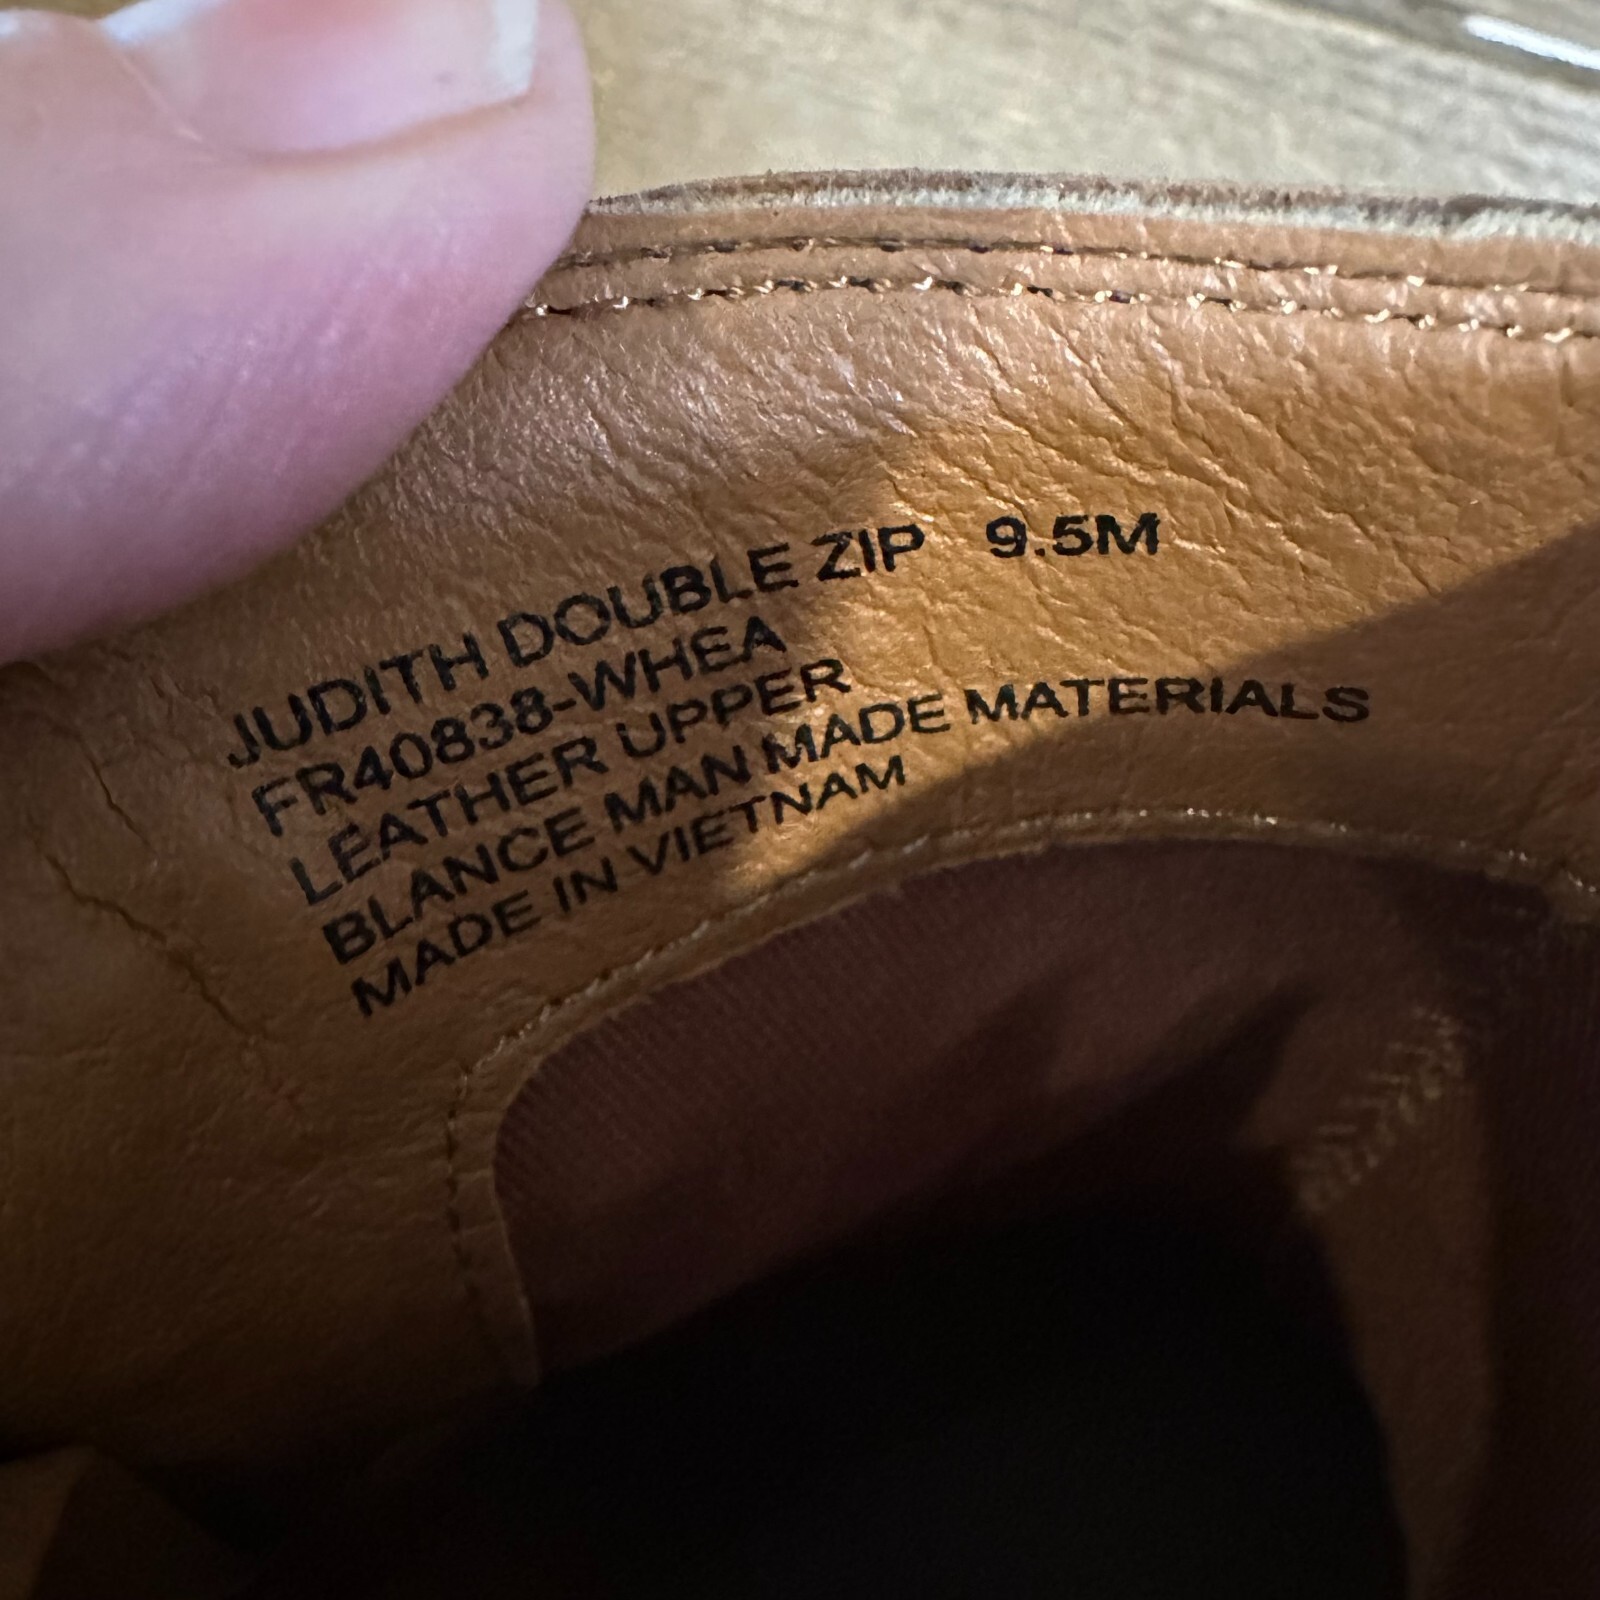 JUDITH DOUBLE ZIP 9.5M
FR40838-WHEA
LEATHER UPPER
BLANCE MAN MADE MATERIALS
MADE IN VIETNAM